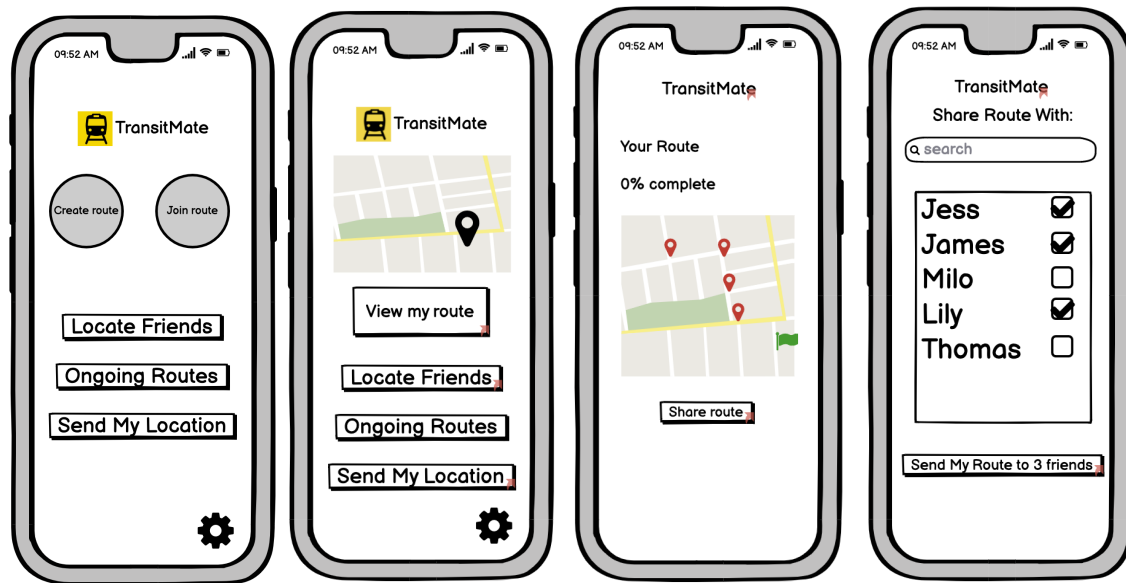 09:52 AM
TransitMate
Create route
Join route
Locate Friends
Ongoing Routes
Send My Location
09:52 AM
TransitMate
View my route
Locate Friends
Ongoing Routes
Send My Location
09:52 AM
TransitMate
Your Route
0% complete
Share route
09:52 AM
TransitMate
Share Route With:
search
Jess
James
Milo
Lily
Thomas
Send My Route to 3 friends